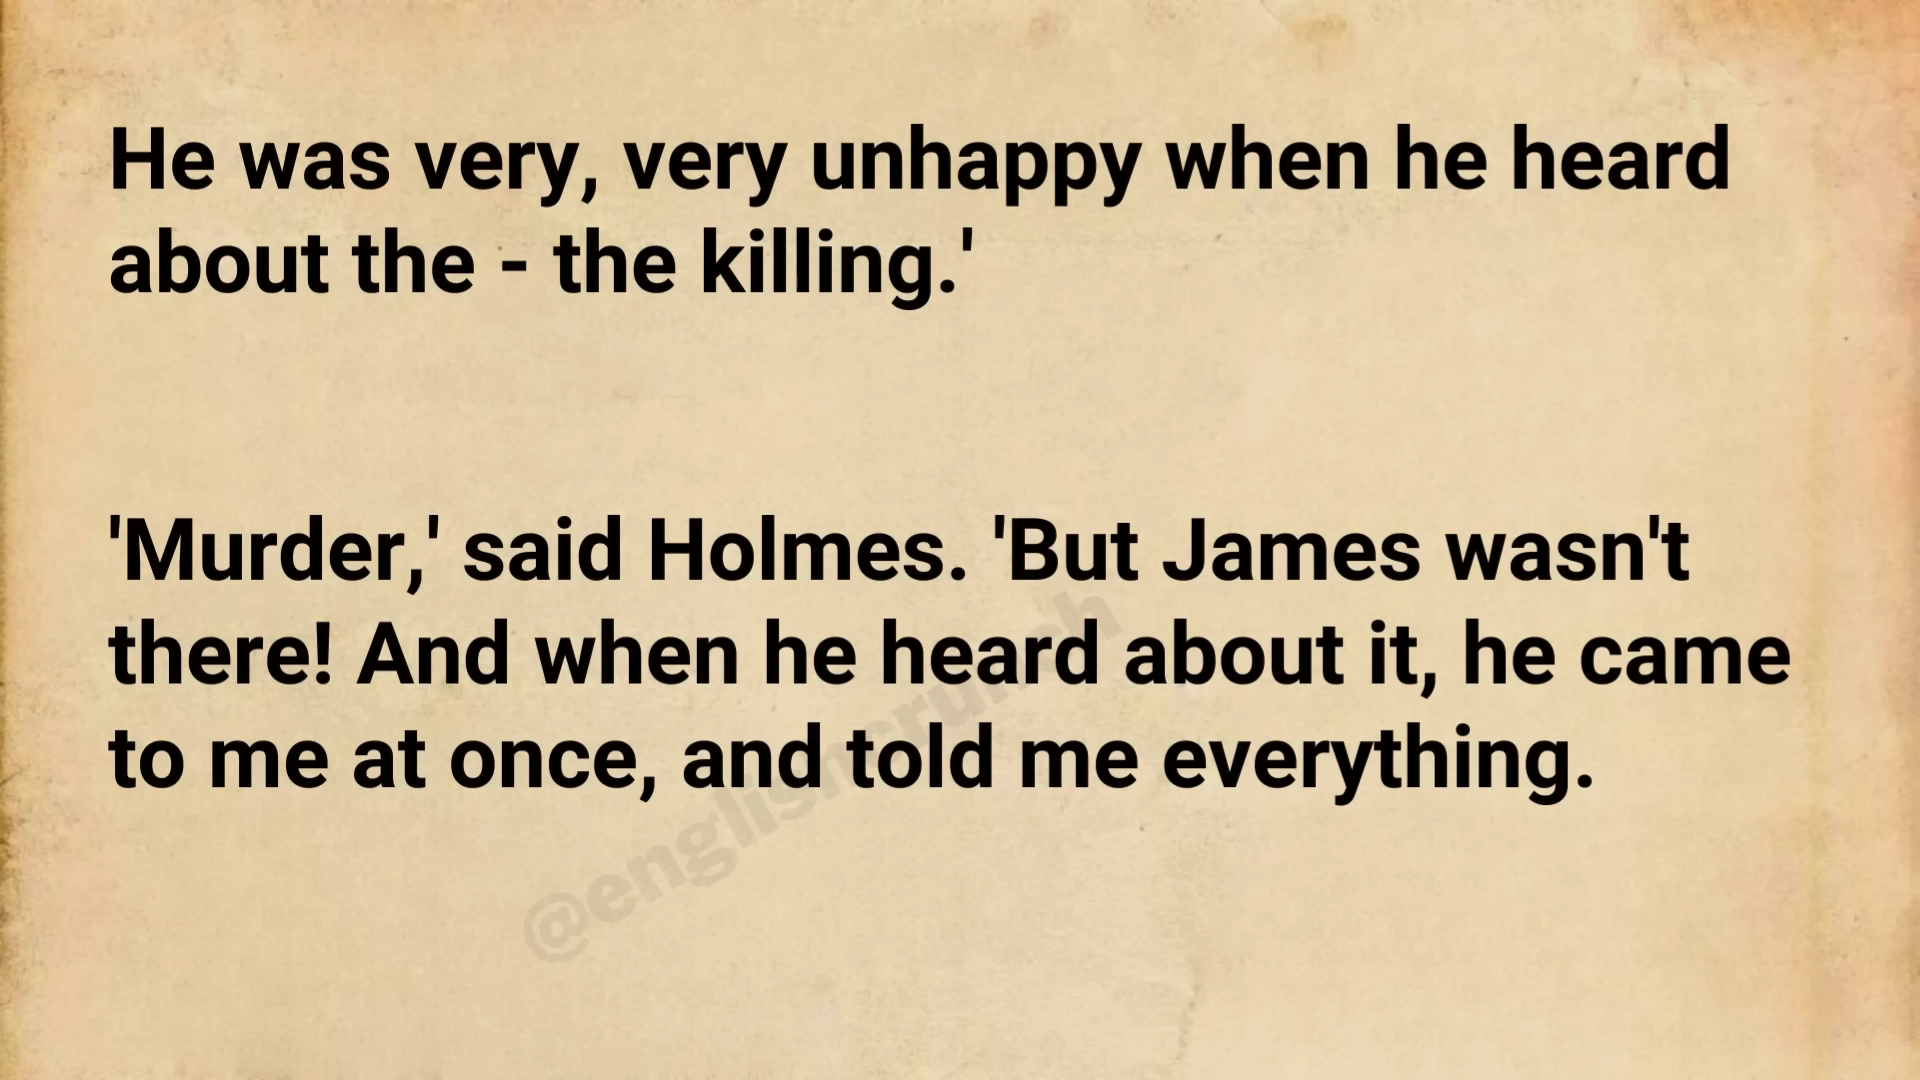 He was very, very unhappy when he heard
about the - the killing.'
'Murder,' said Holmes. 'But James wasn't
there! And when he heard about it, he came
to me at once, and told me everything.
@englishcrunch